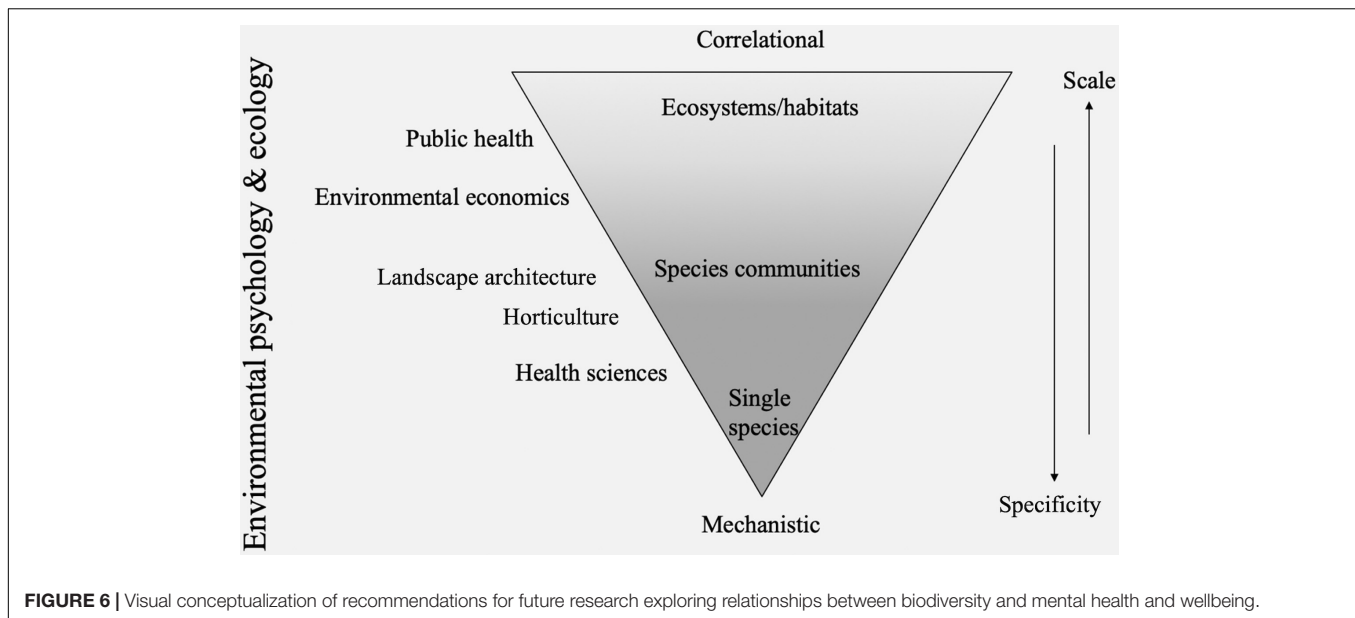 Correlational
Scale
Ecosystems/habitats
Public health
Environmental economics
Species communities
Landscape architecture
Horticulture
Health sciences
Single
species
Specificity
Mechanistic
Environmental psychology & ecology
FIGURE 6 | Visual conceptualization of recommendations for future research exploring relationships between biodiversity and mental health and wellbeing.